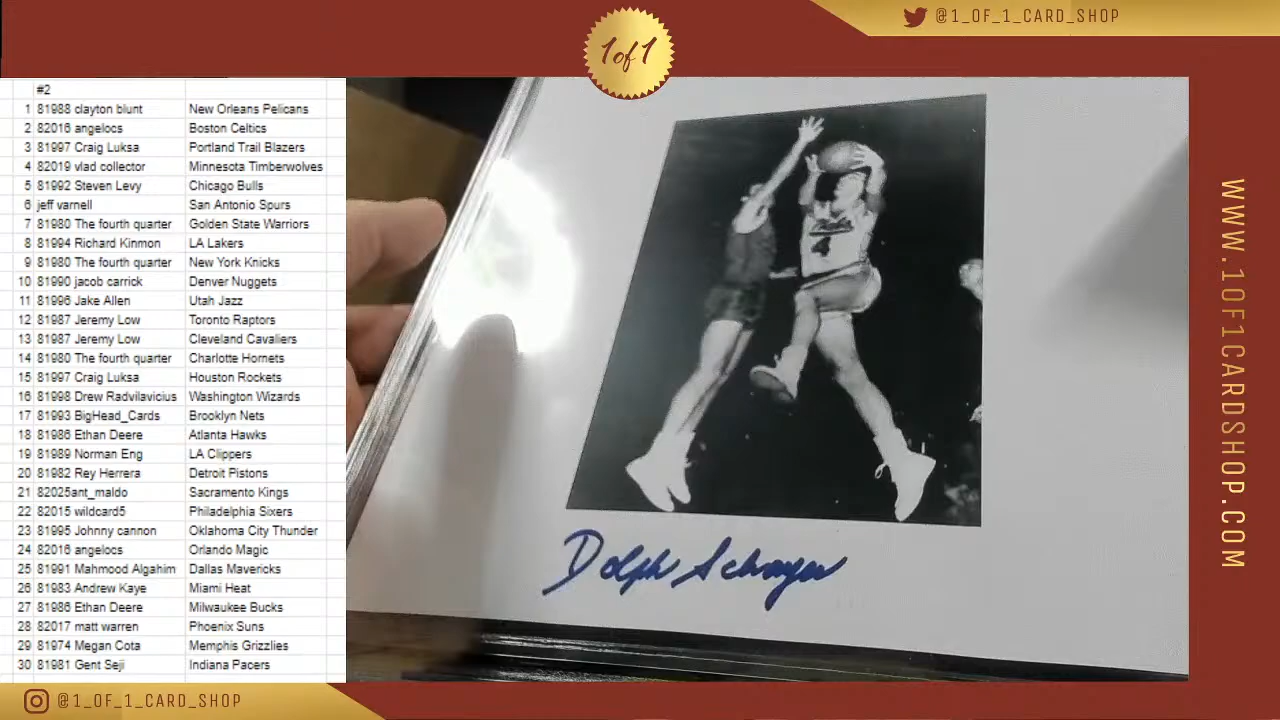 @1_OF_1_CARD_SHOP
1of1
#2
1 81988 clayton blunt New Orleans Pelicans
2 82016 angelocs Boston Celtics
3 81997 Craig Luksa Portland Trail Blazers
4 82019 vlad collector Minnesota Timberwolves
5 81992 Steven Levy Chicago Bulls
6 jeff varnell San Antonio Spurs
7 81980 The fourth quarter Golden State Warriors
8 81994 Richard Kinmon LA Lakers
9 81980 The fourth quarter New York Knicks
10 81990 jacob carrick Denver Nuggets
11 81996 Jake Allen Utah Jazz
12 81987 Jeremy Low Toronto Raptors
13 81987 Jeremy Low Cleveland Cavaliers
14 81980 The fourth quarter Charlotte Hornets
15 81997 Craig Luksa Houston Rockets
16 81998 Drew Radvilavicius Washington Wizards
17 81993 BigHead_Cards Brooklyn Nets
18 81986 Ethan Deere Atlanta Hawks
19 81989 Norman Eng LA Clippers
20 81982 Rey Herrera Detroit Pistons
21 82025ant_maldo Sacramento Kings
22 82015 wildcard5 Philadelphia Sixers
23 81995 Johnny cannon Oklahoma City Thunder
24 82016 angelocs Orlando Magic
25 81991 Mahmood Algahim Dallas Mavericks
26 81983 Andrew Kaye Miami Heat
27 81986 Ethan Deere Milwaukee Bucks
28 82017 matt warren Phoenix Suns
29 81974 Megan Cota Memphis Grizzlies
30 81981 Gent Seji Indiana Pacers
4
Dolph Schayes
WWW.1OF1CARDSHOP.COM
@1_OF_1_CARD_SHOP